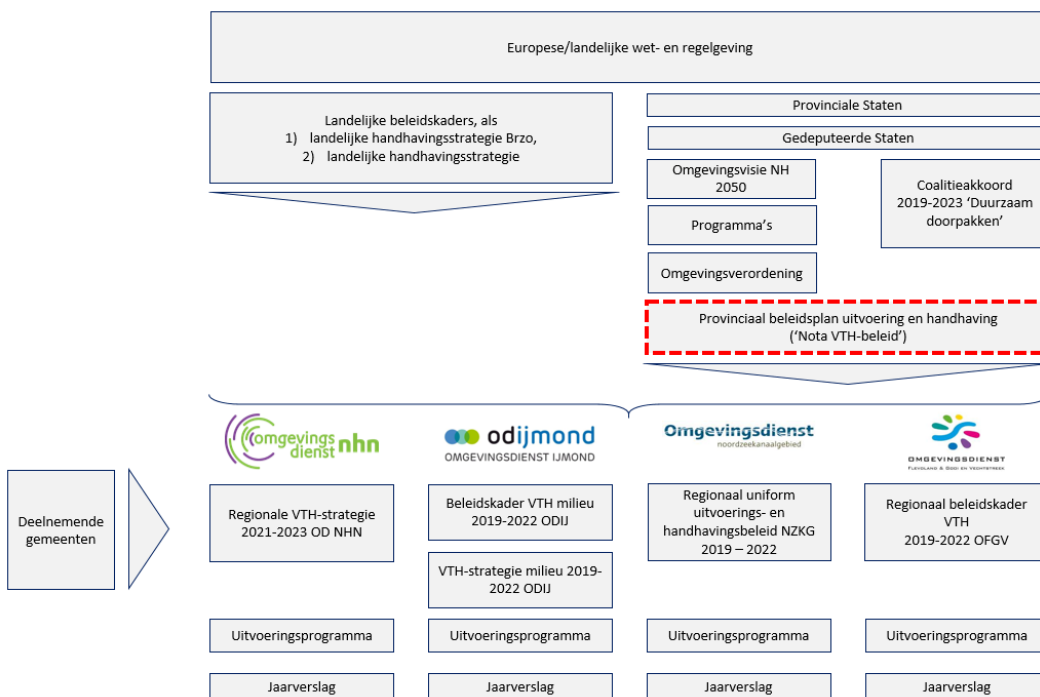 Europese/landelijke wet- en regelgeving
Landelijke beleidskaders, als
1) landelijke handhavingsstrategie Brzo,
2) landelijke handhavingsstrategie
Provinciale Staten
Gedeputeerde Staten
Omgevingsvisie NH
2050
Programma's
Omgevingsverordening
Coalitieakkoord
2019-2023 ‘Duurzaam
doorpakken’
Provinciaal beleidsplan uitvoering en handhaving
(‘Nota VTH-beleid’)
omgevings
dienst nhn
odijmond
OMGEVINGSDIENST IJMOND
Omgevingsdienst
noordzeekanaalgebied
OMGEVINGSDIENST
FLEVOLAND & GOOI EN VECHTSTREEK
Deelnemende
gemeenten
Regionale VTH-strategie
2021-2023 OD NHN
Beleidskader VTH milieu
2019-2022 ODIJ
VTH-strategie milieu 2019-
2022 ODIJ
Regionaal uniform
uitvoerings- en
handhavingsbeleid NZKG
2019 – 2022
Regionaal beleidskader
VTH
2019-2022 OFGV
Uitvoeringsprogramma
Uitvoeringsprogramma
Uitvoeringsprogramma
Uitvoeringsprogramma
Jaarverslag
Jaarverslag
Jaarverslag
Jaarverslag